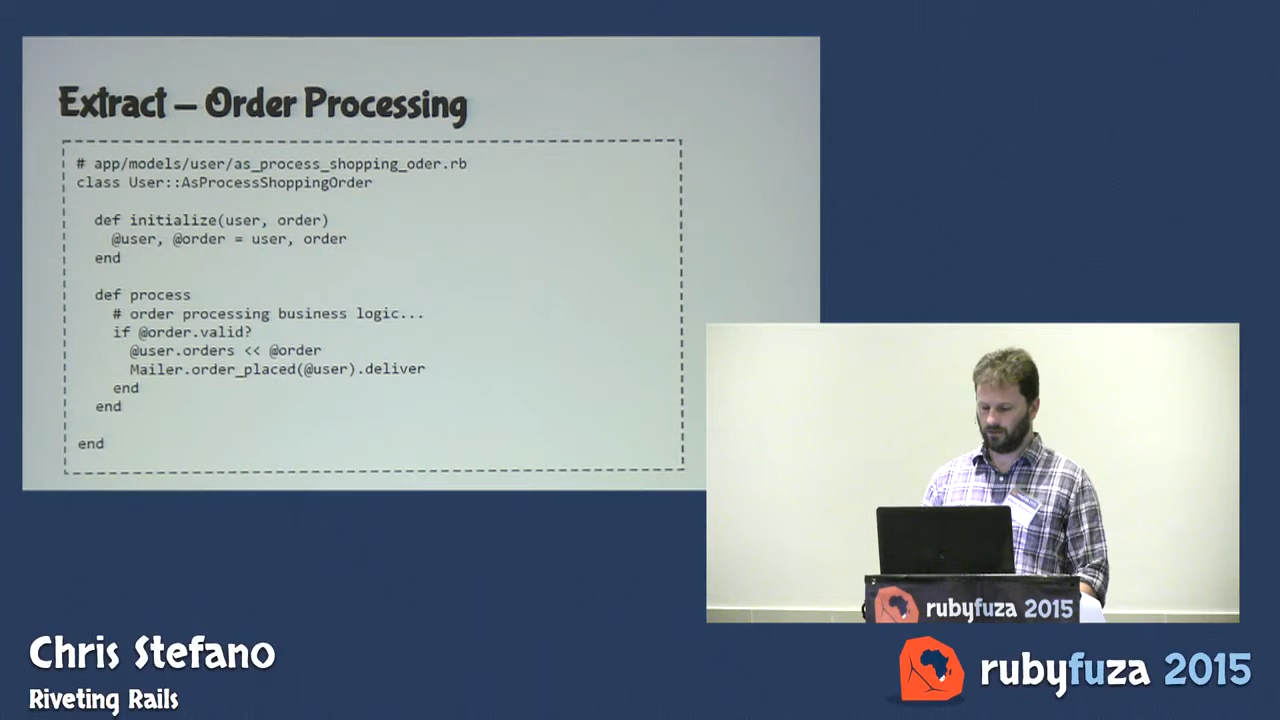 Extract – Order Processing
# app/models/user/as_process_shopping_oder.rb
class User::AsProcessShoppingOrder
def initialize(user, order)
@user, @order = user, order
end
def process
# order processing business logic...
if @order.valid?
@user.orders << @order
Mailer.order_placed(@user).deliver
end
end
end
rubyfuza 2015
Chris Stefano
Riveting Rails
rubyfuza 2015